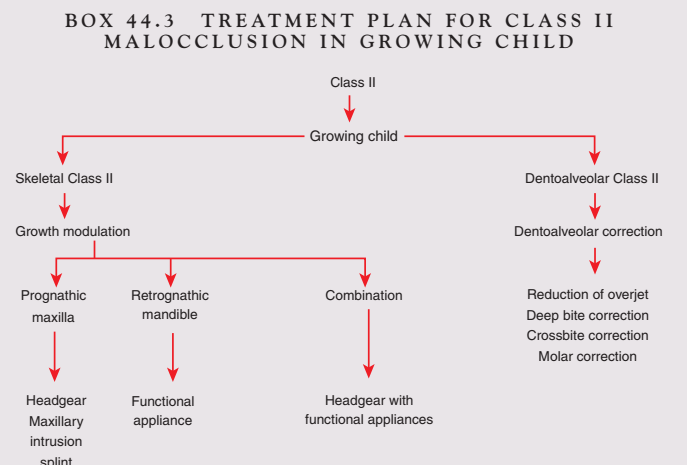 BOX 44.3 TREATMENT PLAN FOR CLASS II
MALOCCLUSION IN GROWING CHILD
Class II
Growing child
Skeletal Class II
Dentoalveolar Class II
Growth modulation
Dentoalveolar correction
Prognathic
maxilla
Retrognathic
mandible
Combination
Reduction of overjet
Deep bite correction
Crossbite correction
Molar correction
Headgear
Maxillary
intrusion
splint
Functional
appliance
Headgear with
functional appliances